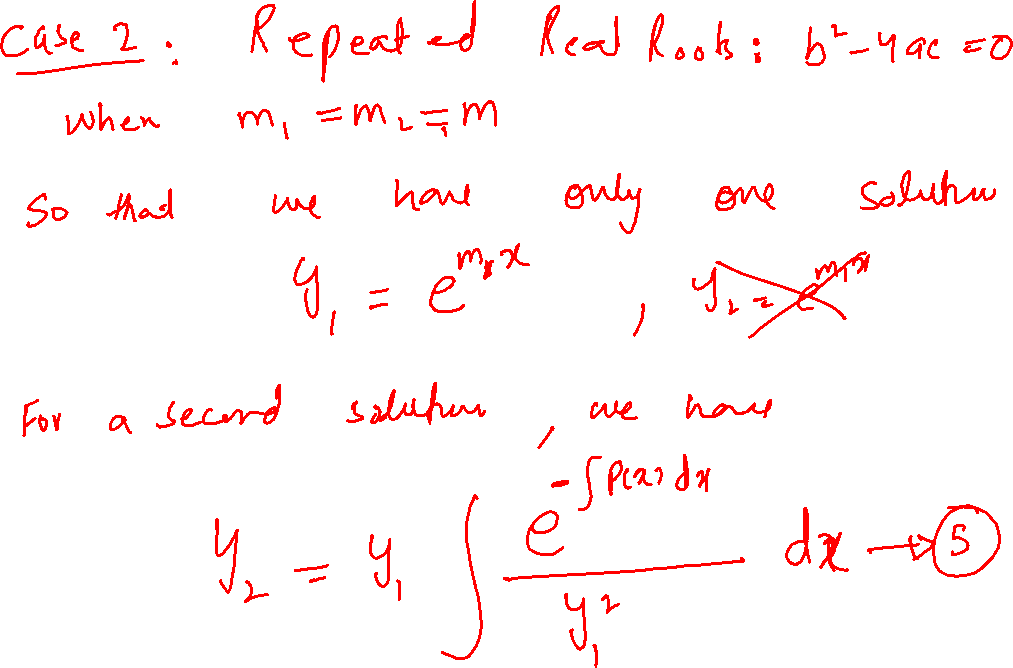 Case 2: Repeated Real Roots: b²-4ac=0
when m₁ = m₂ = m
So that we have only one solution
y₁ = e^{m₁x} , y₂ = e^{m₁x}
For a second solution, we have
y₂ = y₁ ∫ e^{-∫P(x)dx} / y₁² dx → (5)